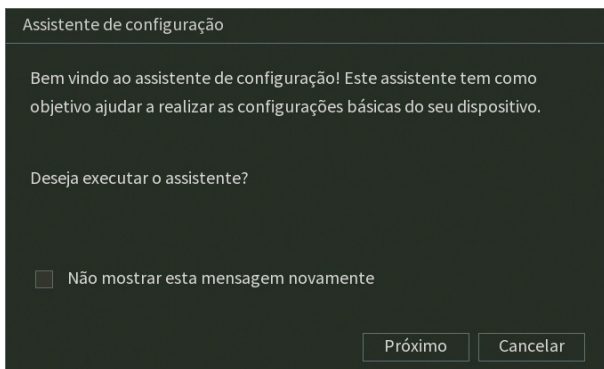 Assistente de configuração
Bem vindo ao assistente de configuração! Este assistente tem como
objetivo ajudar a realizar as configurações básicas do seu dispositivo.
Deseja executar o assistente?
Não mostrar esta mensagem novamente
Próximo
Cancelar